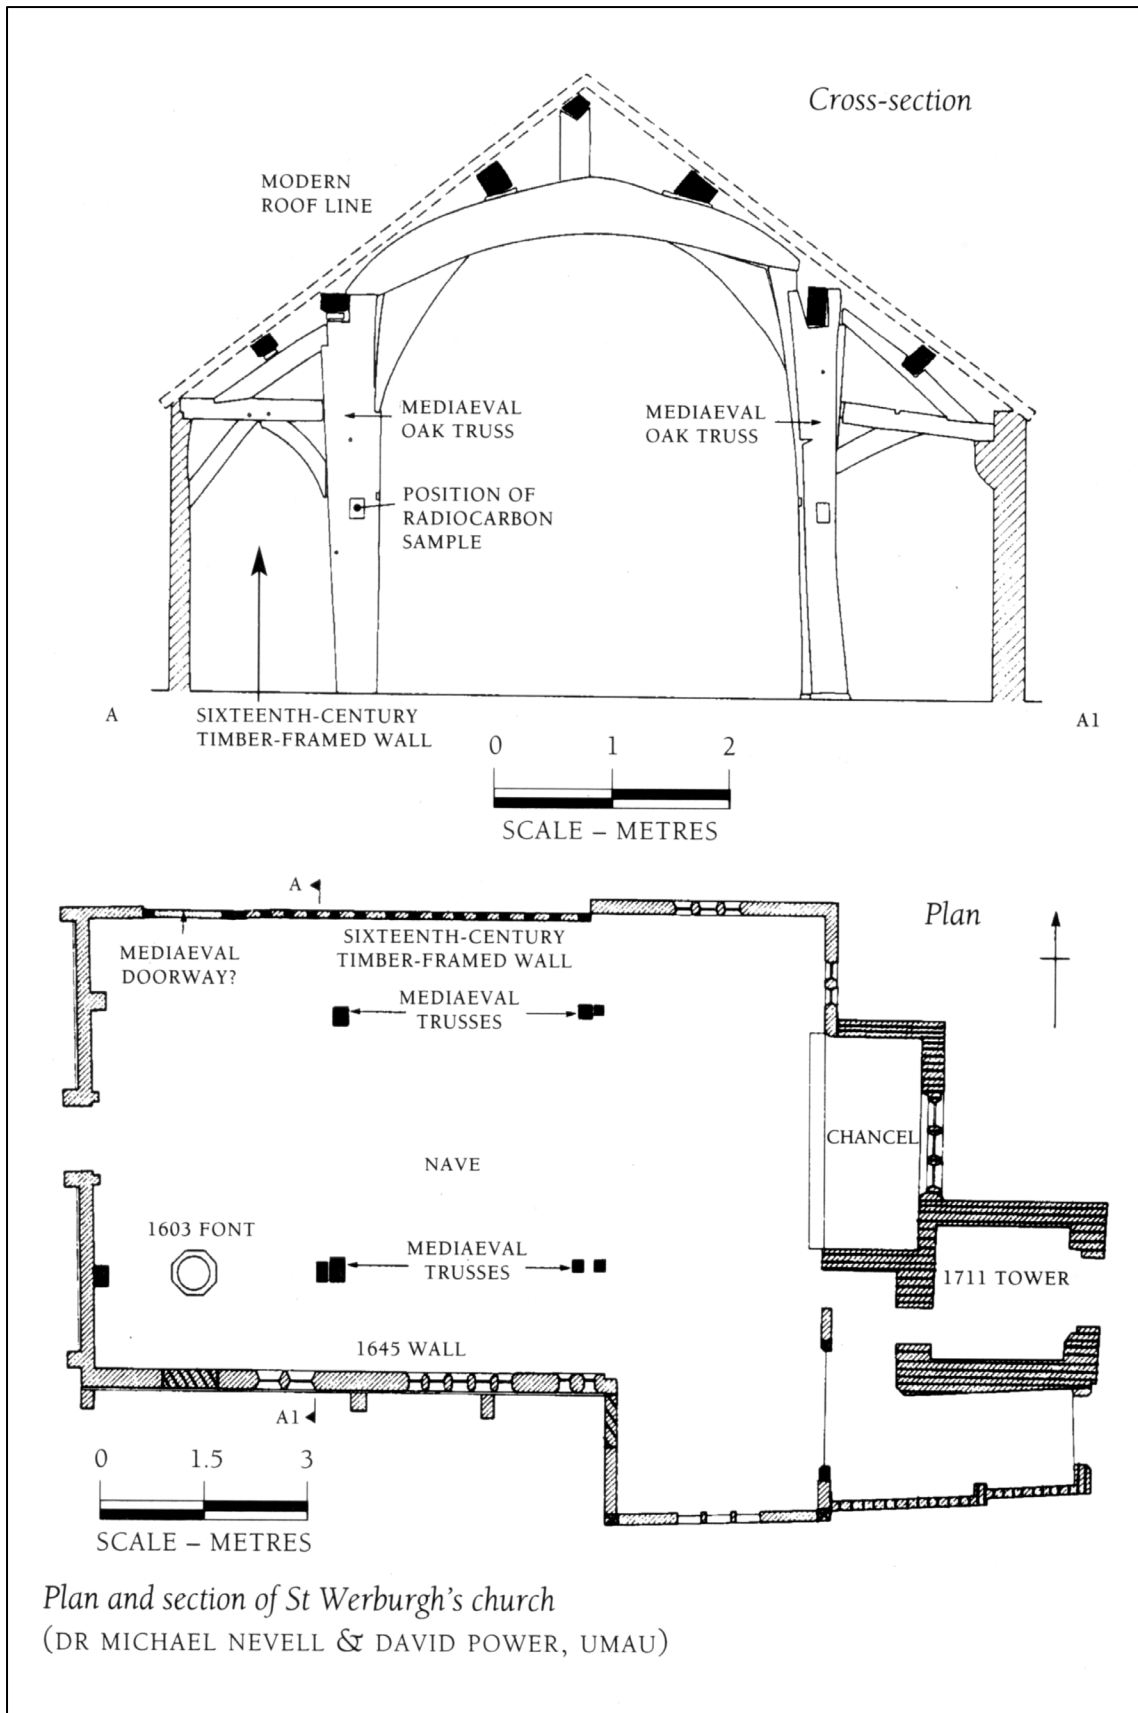 Cross-section
MODERN
ROOF LINE
MEDIAEVAL
OAK TRUSS
MEDIAEVAL
OAK TRUSS
POSITION OF
RADIOCARBON
SAMPLE
A
SIXTEENTH-CENTURY
TIMBER-FRAMED WALL
A1
0 1 2
SCALE – METRES
A
Plan
MEDIAEVAL
DOORWAY?
SIXTEENTH-CENTURY
TIMBER-FRAMED WALL
MEDIAEVAL
TRUSSES
CHANCEL
NAVE
1603 FONT
MEDIAEVAL
TRUSSES
1711 TOWER
1645 WALL
A1
0 1.5 3
SCALE – METRES
Plan and section of St Werburgh's church
(DR MICHAEL NEVELL & DAVID POWER, UMAU)